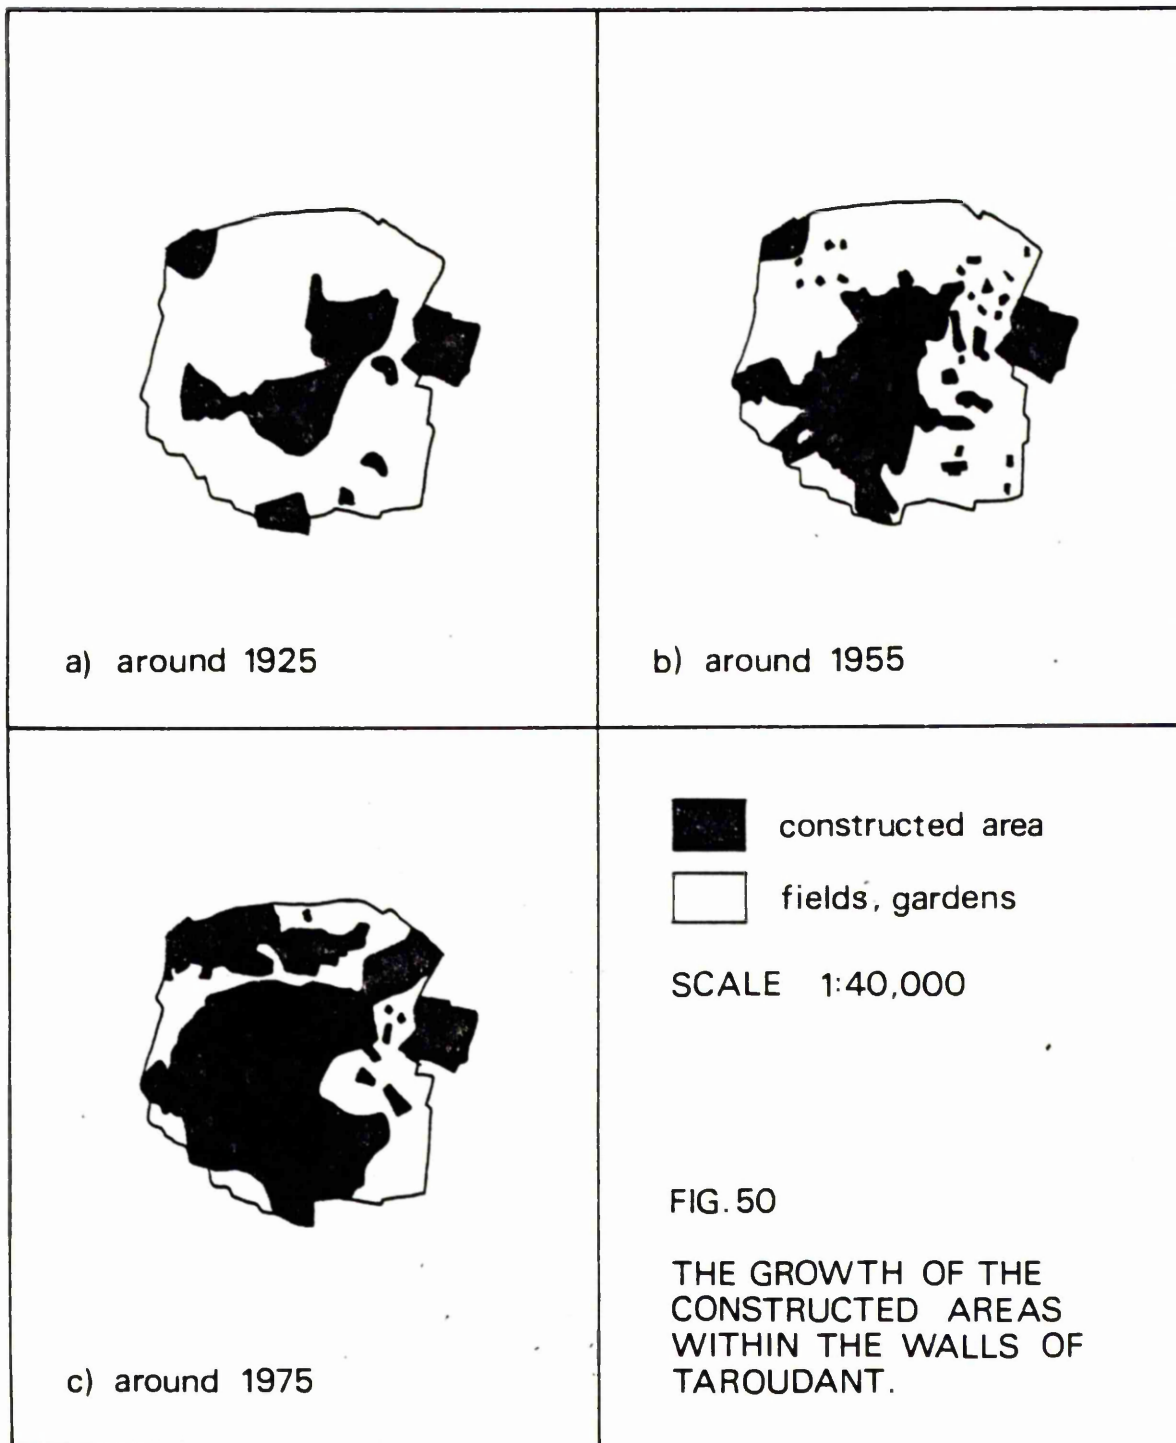 a) around 1925
b) around 1955
c) around 1975
constructed area
fields, gardens
SCALE 1:40,000
FIG. 50
THE GROWTH OF THE
CONSTRUCTED AREAS
WITHIN THE WALLS OF
TAROUDANT.